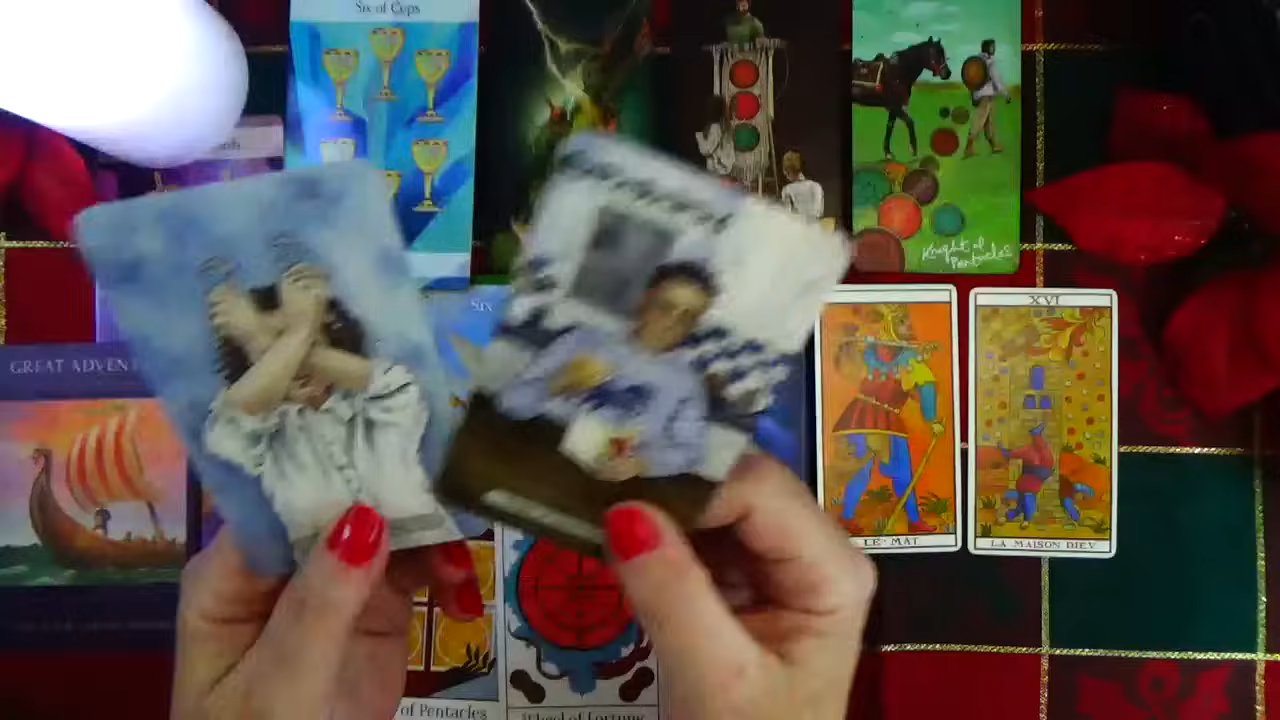 Six of Cups
Knight of
Pentacles
Six
XVI
GREAT ADVEN
LE·MAT
LA MAISON DIEV
of Pentacles
Wheel of Fortune